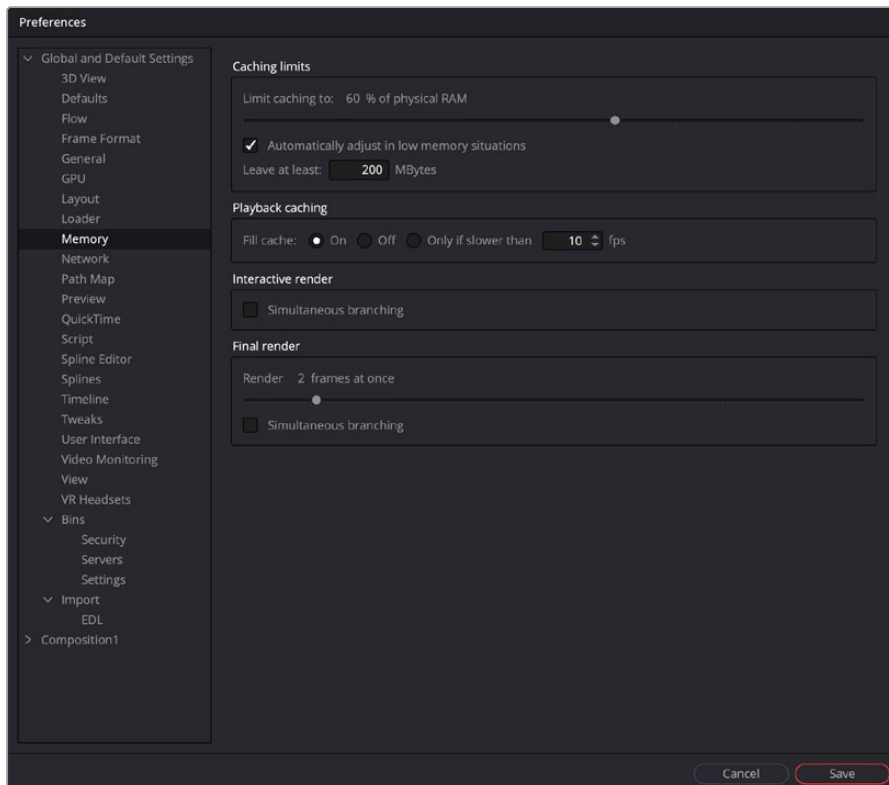 Preferences
Global and Default Settings
3D View
Defaults
Flow
Frame Format
General
GPU
Layout
Loader
Memory
Network
Path Map
Preview
QuickTime
Script
Spline Editor
Splines
Timeline
Tweaks
User Interface
Video Monitoring
View
VR Headsets
Bins
Security
Servers
Settings
Import
EDL
Composition1
Caching limits
Limit caching to: 60 % of physical RAM
Automatically adjust in low memory situations
Leave at least: 200 MBytes
Playback caching
Fill cache: On Off Only if slower than 10 fps
Interactive render
Simultaneous branching
Final render
Render 2 frames at once
Simultaneous branching
Cancel Save